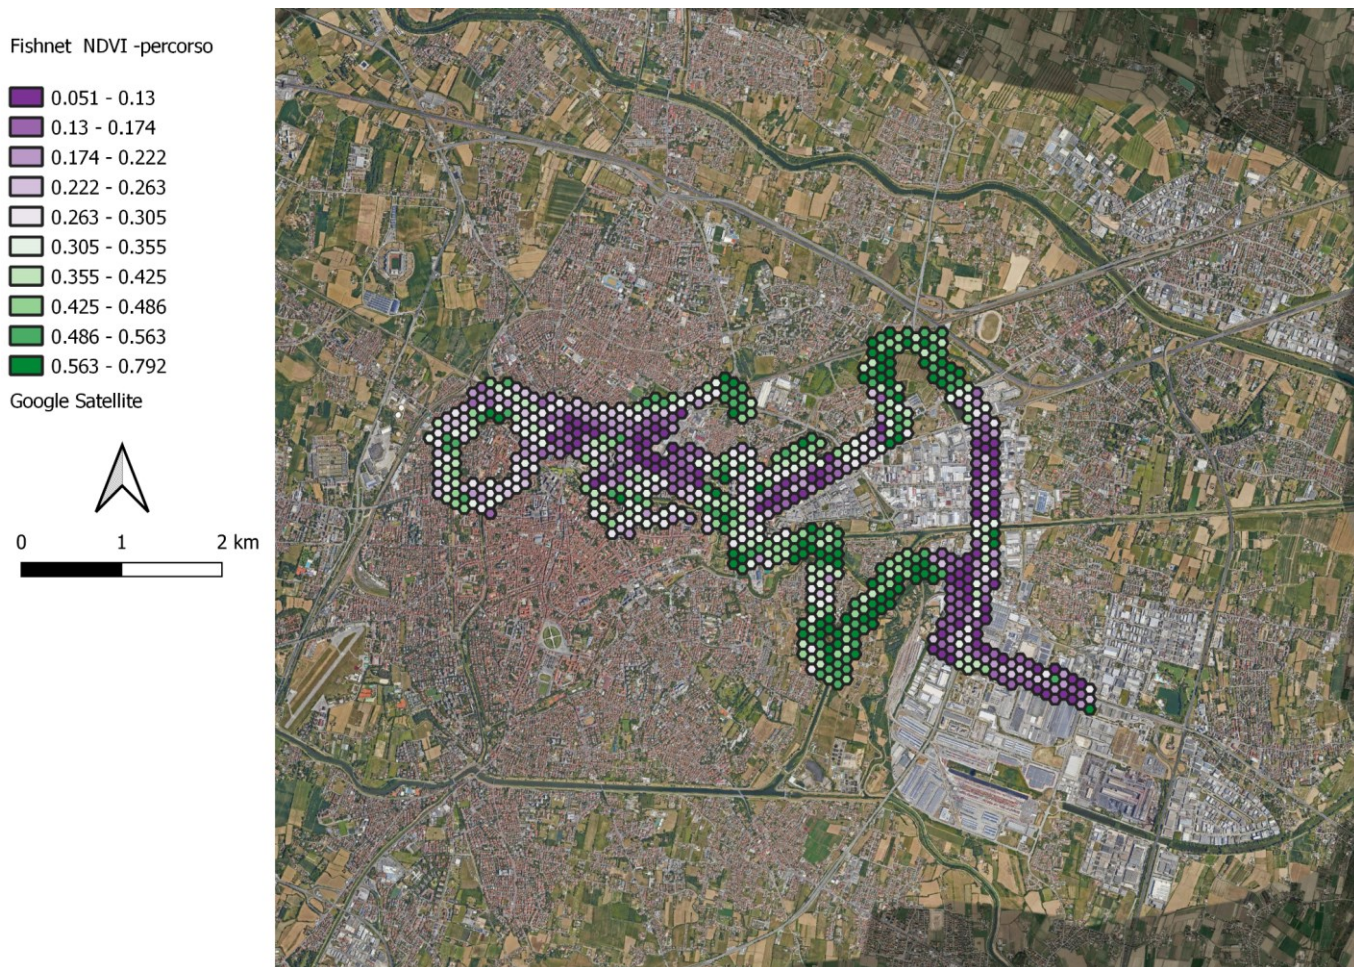 Fishnet NDVI -percorso
0.051 - 0.13
0.13 - 0.174
0.174 - 0.222
0.222 - 0.263
0.263 - 0.305
0.305 - 0.355
0.355 - 0.425
0.425 - 0.486
0.486 - 0.563
0.563 - 0.792
Google Satellite
0 1 2 km